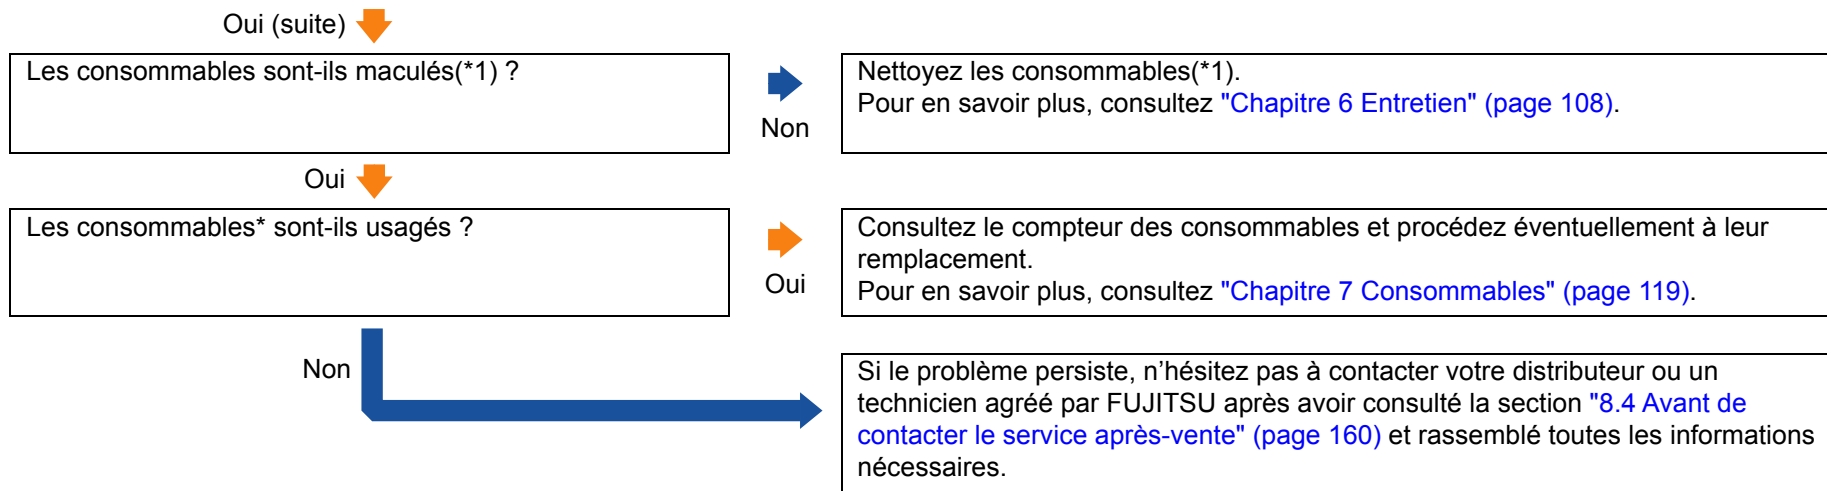 Oui (suite)
Les consommables sont-ils maculés(*1) ?
Non
Nettoyez les consommables(*1).
Pour en savoir plus, consultez "Chapitre 6 Entretien" (page 108).
Oui
Les consommables* sont-ils usagés ?
Oui
Consultez le compteur des consommables et procédez éventuellement à leur
remplacement.
Pour en savoir plus, consultez "Chapitre 7 Consommables" (page 119).
Non
Si le problème persiste, n’hésitez pas à contacter votre distributeur ou un
technicien agréé par FUJITSU après avoir consulté la section "8.4 Avant de
contacter le service après-vente" (page 160) et rassemblé toutes les informations
nécessaires.